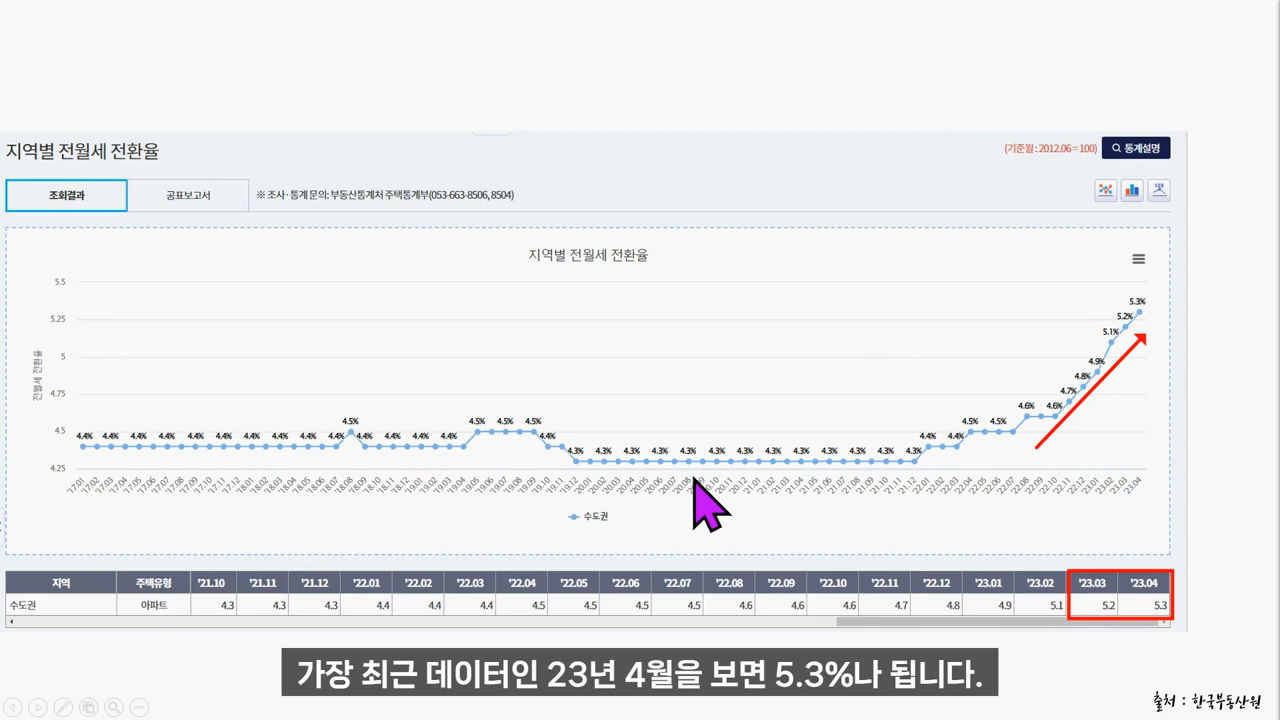 지역별 전월세 전환율
(기준월 : 2012.06 = 100)
통계설명
조회결과
공표보고서
※ 조사·통계 문의: 부동산통계처 주택통계부(053-663-8506, 8504)
지역별 전월세 전환율
전월세 전환율
5.5
5.25
5
4.75
4.5
4.25
4.4% 4.4% 4.4% 4.4% 4.4% 4.4% 4.4% 4.4% 4.4% 4.5% 4.4% 4.4% 4.4% 4.4% 4.5% 4.5% 4.5% 4.4% 4.3% 4.3% 4.3% 4.3% 4.3% 4.3% 4.3% 4.3% 4.3% 4.3% 4.3% 4.3% 4.4% 4.4% 4.5% 4.5% 4.6% 4.6% 4.7% 4.8% 4.9% 5.1% 5.2% 5.3%
수도권
지역 주택유형 '21.10 '21.11 '21.12 '22.01 '22.02 '22.03 '22.04 '22.05 '22.06 '22.07 '22.08 '22.09 '22.10 '22.11 '22.12 '23.01 '23.02 '23.03 '23.04
수도권 아파트 4.3 4.3 4.3 4.4 4.4 4.4 4.5 4.5 4.5 4.5 4.6 4.6 4.6 4.7 4.8 4.9 5.1 5.2 5.3
가장 최근 데이터인 23년 4월을 보면 5.3%나 됩니다.
출처 : 한국부동산원